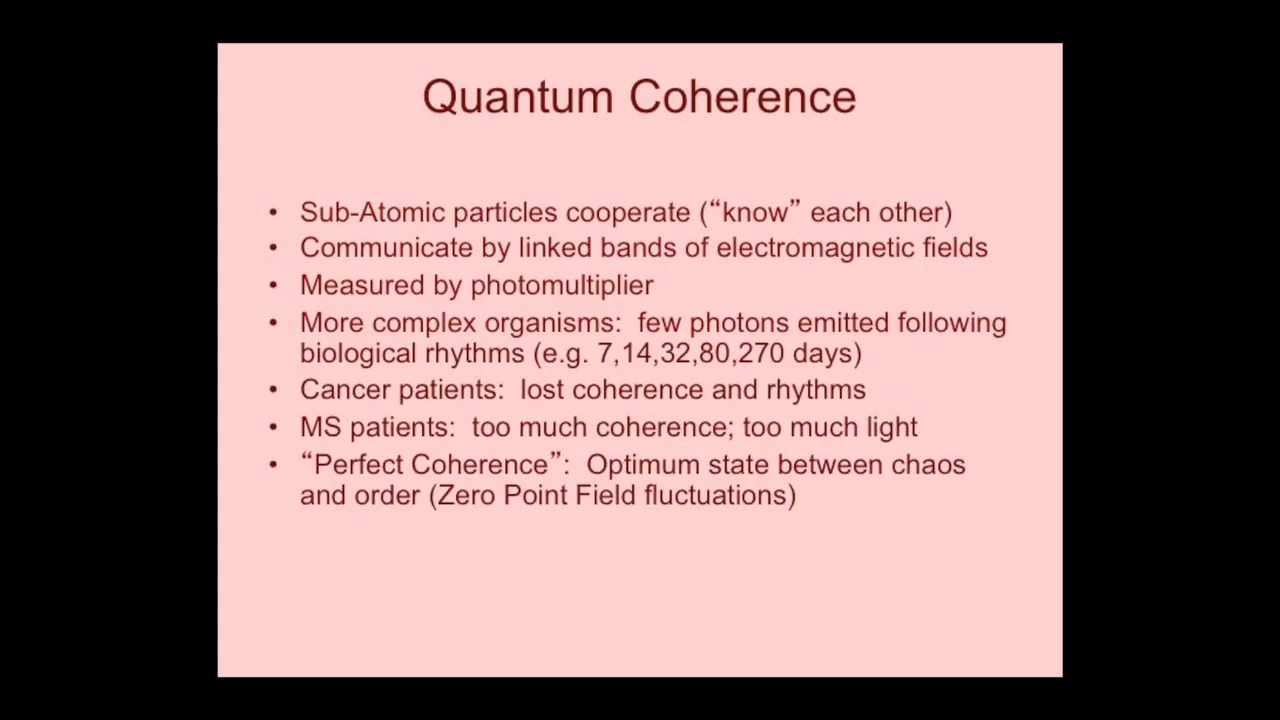 Quantum Coherence
• Sub-Atomic particles cooperate (“know” each other)
• Communicate by linked bands of electromagnetic fields
• Measured by photomultiplier
• More complex organisms:  few photons emitted following
biological rhythms (e.g. 7,14,32,80,270 days)
• Cancer patients:  lost coherence and rhythms
• MS patients:  too much coherence; too much light
• “Perfect Coherence”:  Optimum state between chaos
and order (Zero Point Field fluctuations)